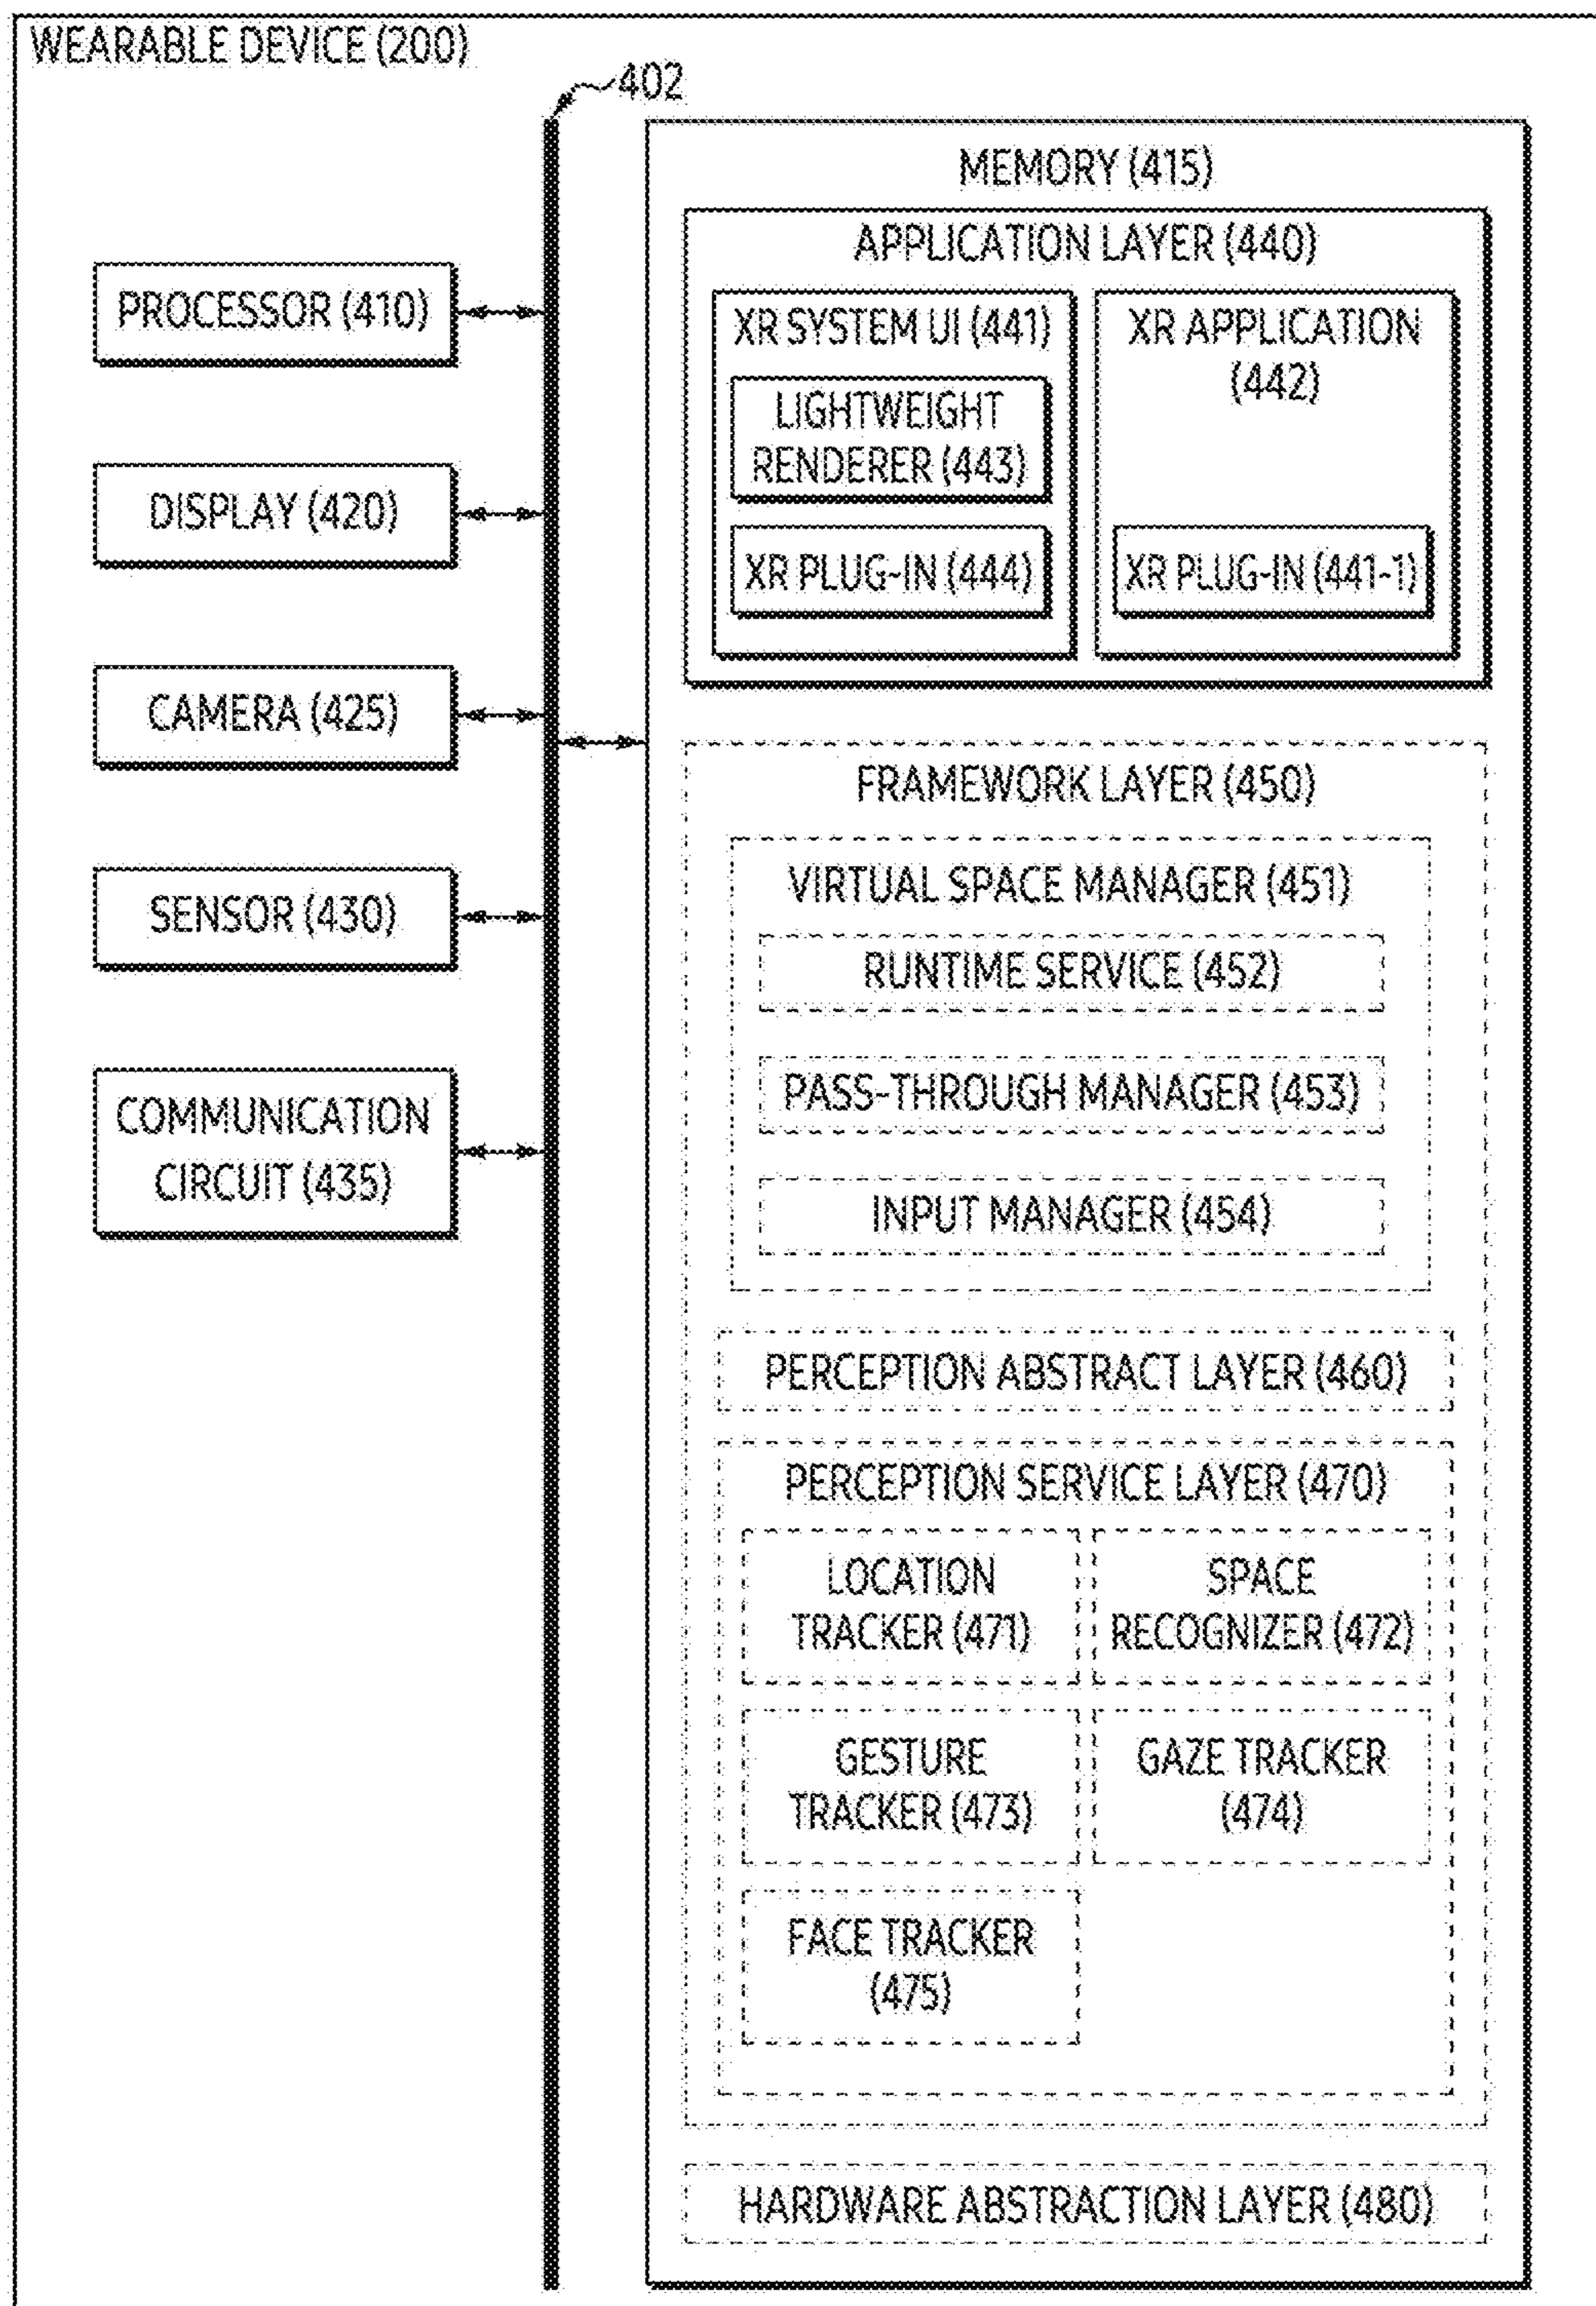 WEARABLE DEVICE (200)
402
PROCESSOR (410)
DISPLAY (420)
CAMERA (425)
SENSOR (430)
COMMUNICATION
CIRCUIT (435)
MEMORY (415)
APPLICATION LAYER (440)
XR SYSTEM UI (441)
LIGHTWEIGHT
RENDERER (443)
XR PLUG-IN (444)
XR APPLICATION
(442)
XR PLUG-IN (441-1)
FRAMEWORK LAYER (450)
VIRTUAL SPACE MANAGER (451)
RUNTIME SERVICE (452)
PASS-THROUGH MANAGER (453)
INPUT MANAGER (454)
PERCEPTION ABSTRACT LAYER (460)
PERCEPTION SERVICE LAYER (470)
LOCATION
TRACKER (471)
SPACE
RECOGNIZER (472)
GESTURE
TRACKER (473)
GAZE TRACKER
(474)
FACE TRACKER
(475)
HARDWARE ABSTRACTION LAYER (480)